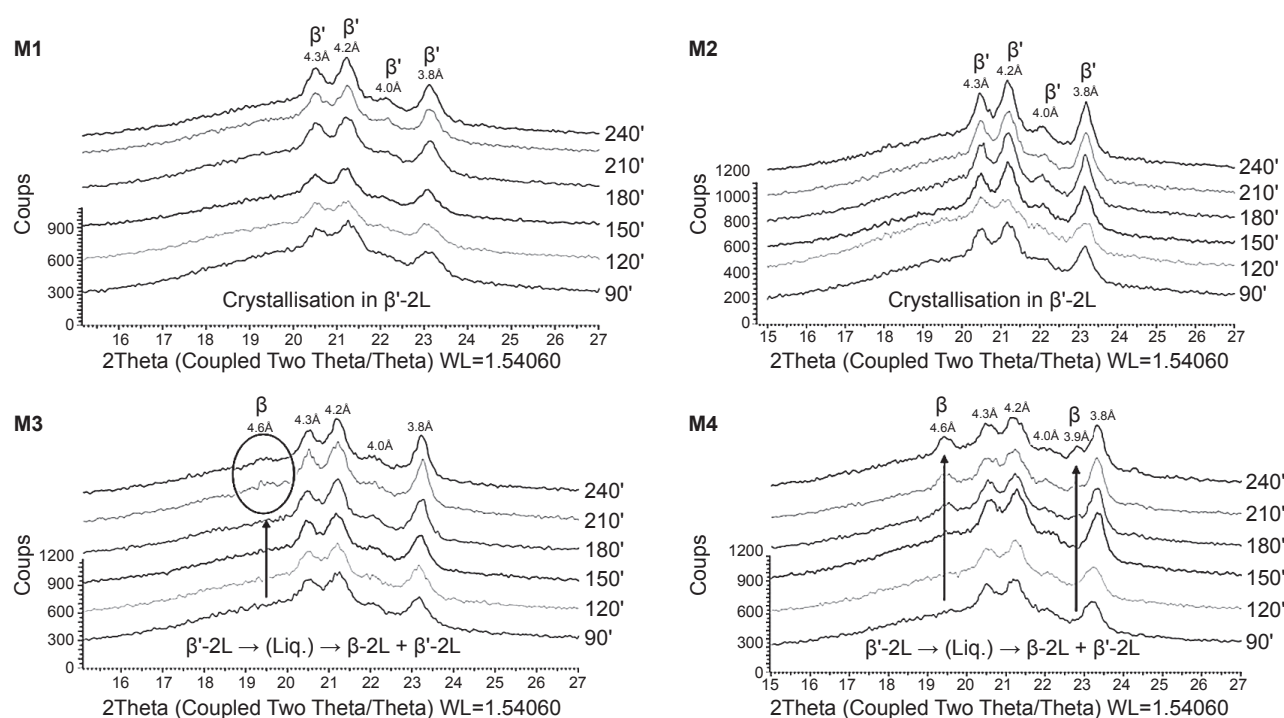 M1
β'
β'
β'
β'
4.3Å
4.2Å
4.0Å
3.8Å
240'
210'
180'
150'
120'
90'
Coups
900
600
300
0
Crystallisation in β'-2L
16 17 18 19 20 21 22 23 24 25 26 27
2Theta (Coupled Two Theta/Theta) WL=1.54060
M2
β'
β'
β'
β'
4.3Å
4.2Å
4.0Å
3.8Å
240'
210'
180'
150'
120'
90'
Coups
1200
1000
800
600
400
200
0
Crystallisation in β'-2L
15 16 17 18 19 20 21 22 23 24 25 26 27
2Theta (Coupled Two Theta/Theta) WL=1.54060
M3
β
4.6Å
4.3Å
4.2Å
4.0Å
3.8Å
240'
210'
180'
150'
120'
90'
Coups
1200
900
600
300
0
β'-2L → (Liq.) → β-2L + β'-2L
16 17 18 19 20 21 22 23 24 25 26 27
2Theta (Coupled Two Theta/Theta) WL=1.54060
M4
β
β
4.6Å
4.3Å
4.2Å
4.0Å
3.9Å
3.8Å
240'
210'
180'
150'
120'
90'
Coups
1200
900
600
300
0
β'-2L → (Liq.) → β-2L + β'-2L
15 16 17 18 19 20 21 22 23 24 25 26 27
2Theta (Coupled Two Theta/Theta) WL=1.54060